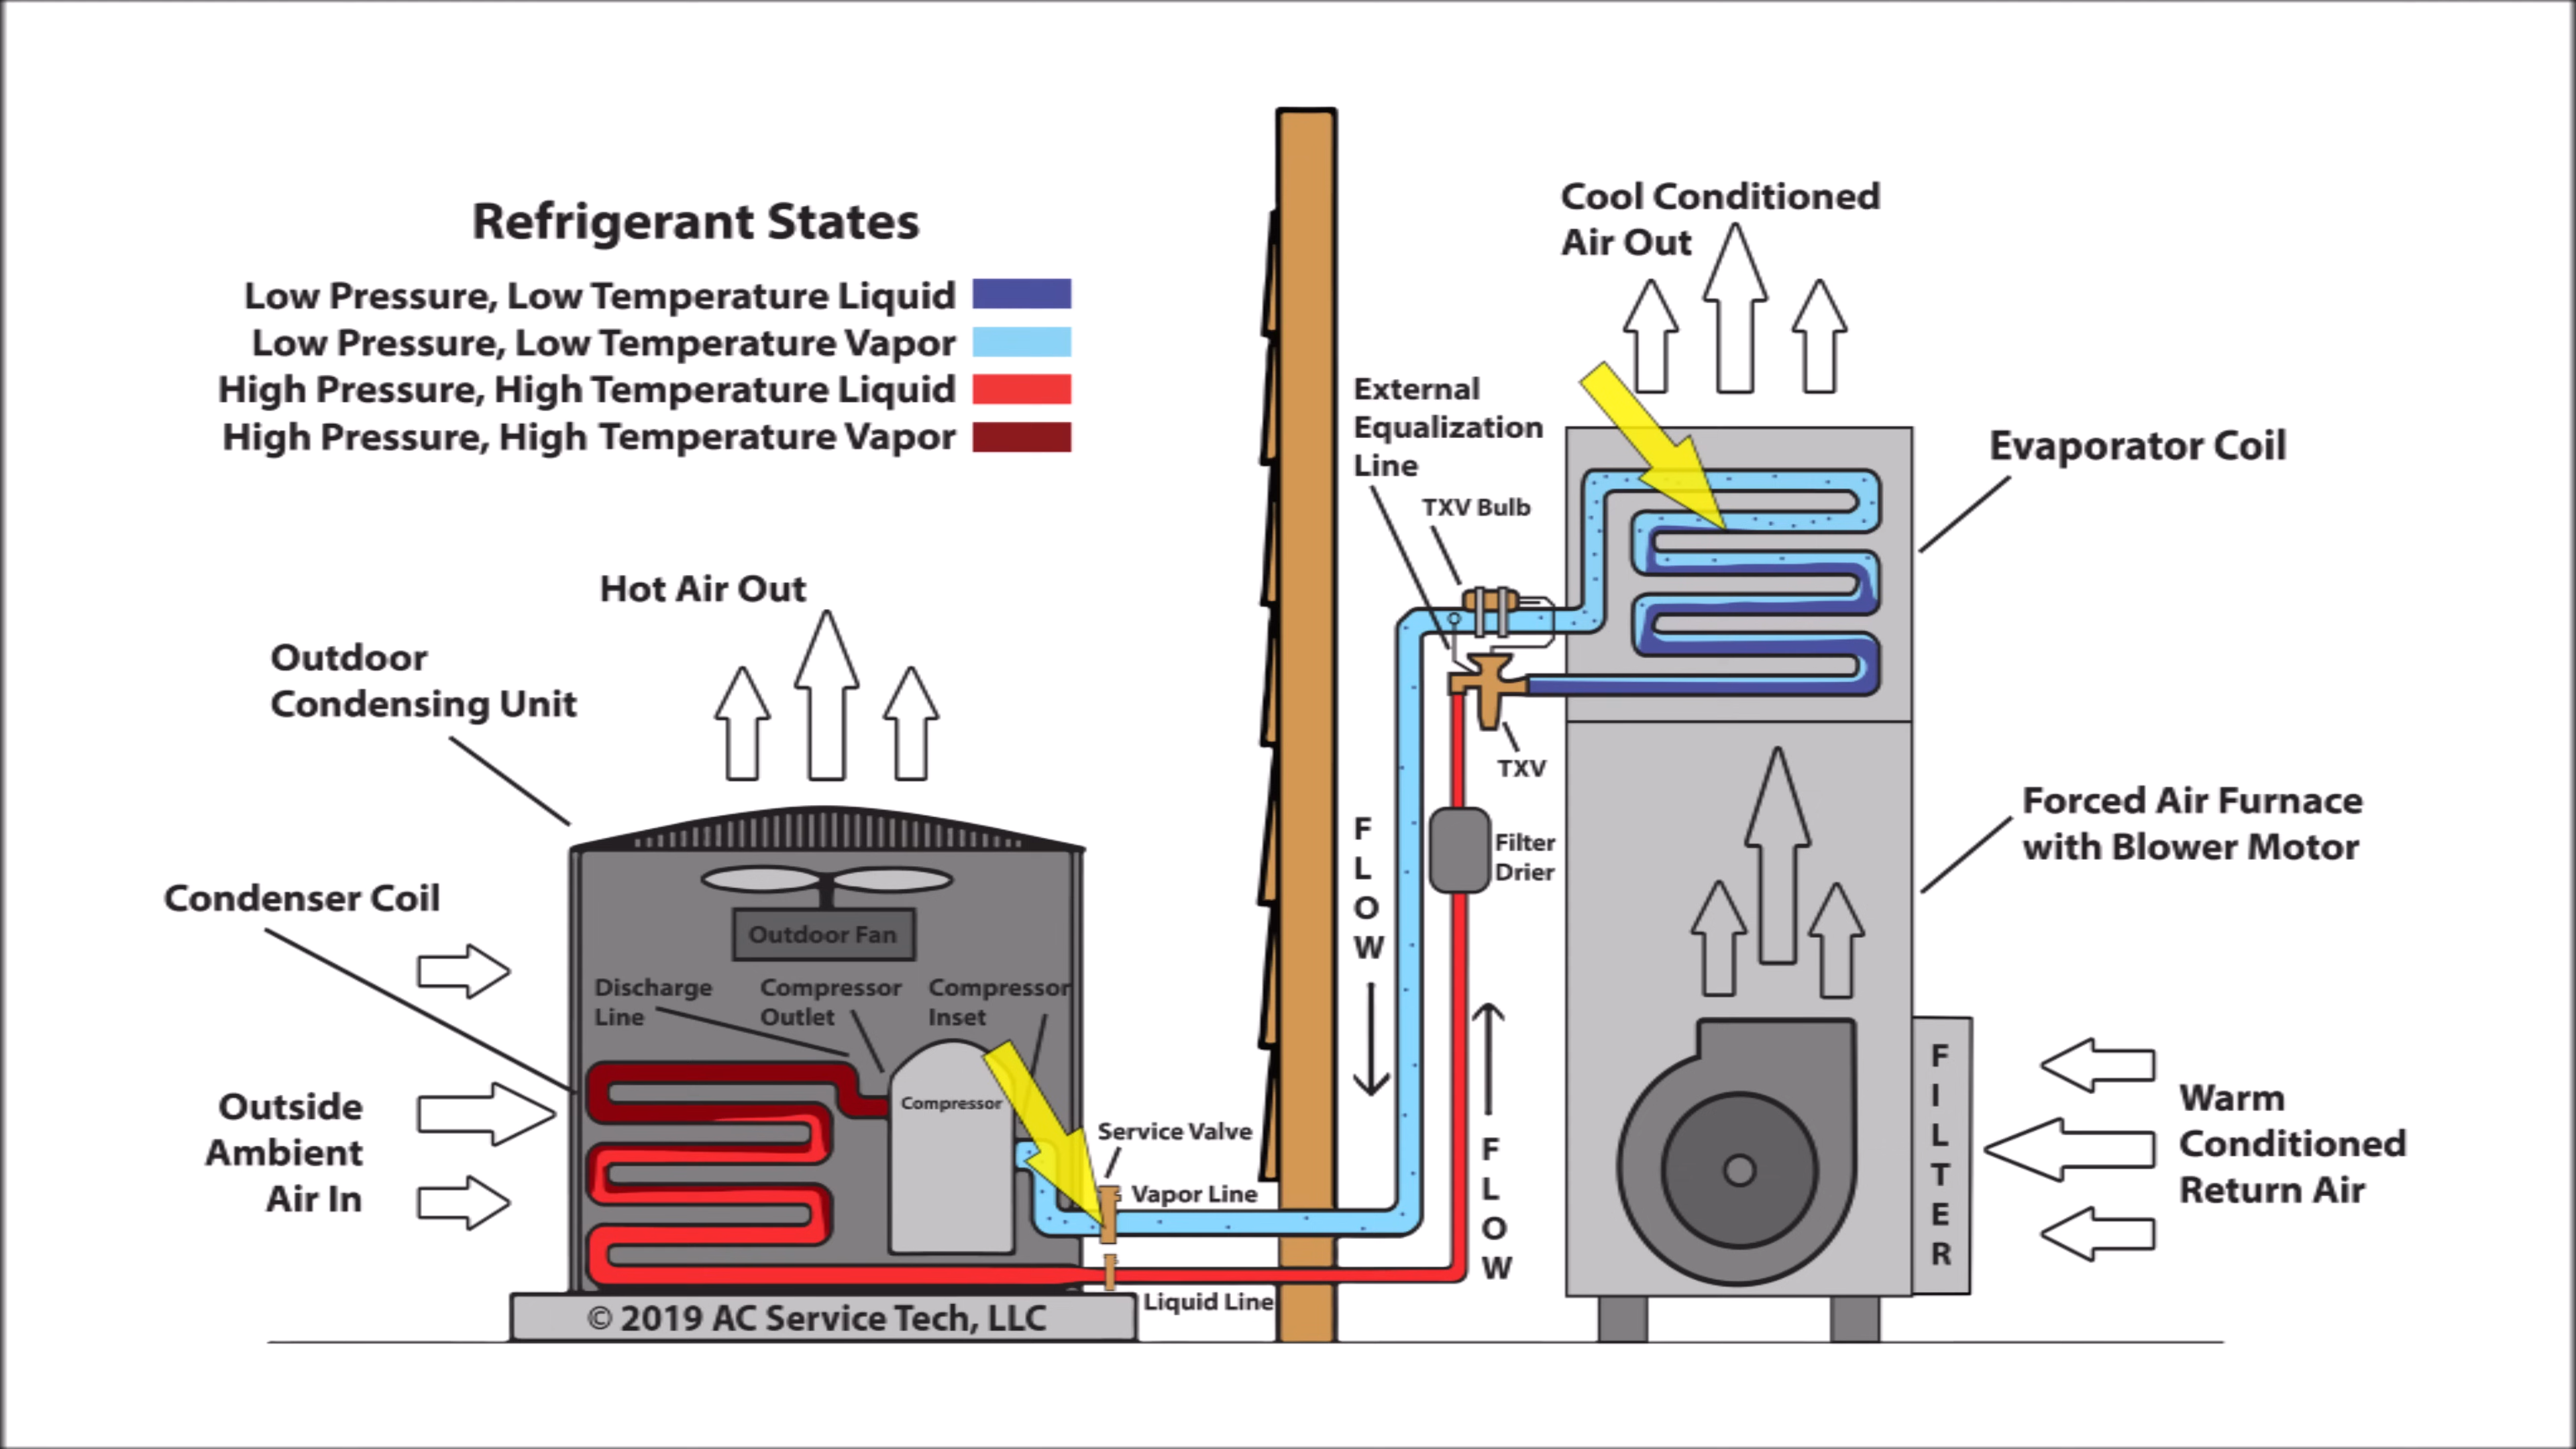 Refrigerant States
Low Pressure, Low Temperature Liquid
Low Pressure, Low Temperature Vapor
High Pressure, High Temperature Liquid
High Pressure, High Temperature Vapor
Cool Conditioned
Air Out
External
Equalization
Line
TXV Bulb
Evaporator Coil
Hot Air Out
Outdoor
Condensing Unit
TXV
Forced Air Furnace
with Blower Motor
FLOW
Filter
Drier
Condenser Coil
Outdoor Fan
Discharge
Line
Compressor
Outlet
Compressor
Inset
Compressor
Outside
Ambient
Air In
Service Valve
Vapor Line
FLOW
FILTER
Warm
Conditioned
Return Air
Liquid Line
© 2019 AC Service Tech, LLC